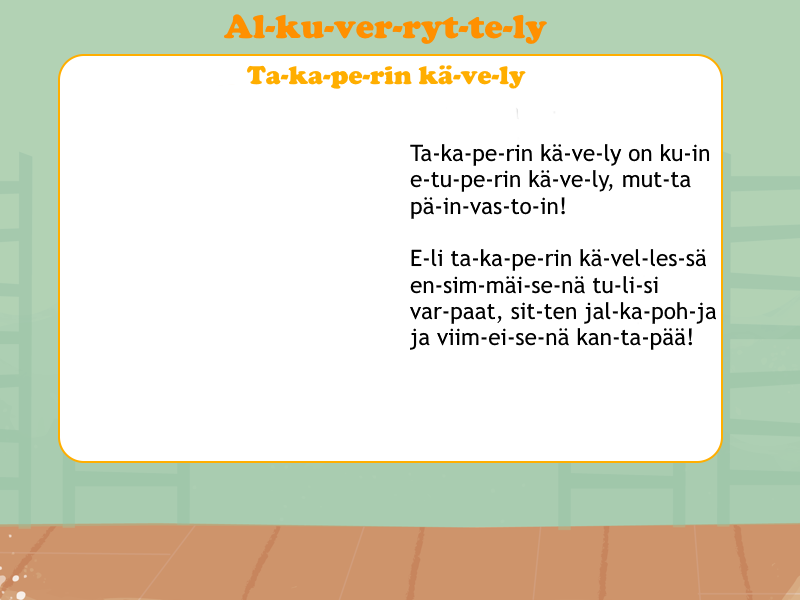 Al-ku-ver-ryt-te-ly
Ta-ka-pe-rin kä-ve-ly
Ta-ka-pe-rin kä-ve-ly on ku-in
e-tu-pe-rin kä-ve-ly, mut-ta
pä-in-vas-to-in!
E-li ta-ka-pe-rin kä-vel-les-sä
en-sim-mäi-se-nä tu-li-si
var-paat, sit-ten jal-ka-poh-ja
ja viim-ei-se-nä kan-ta-pää!